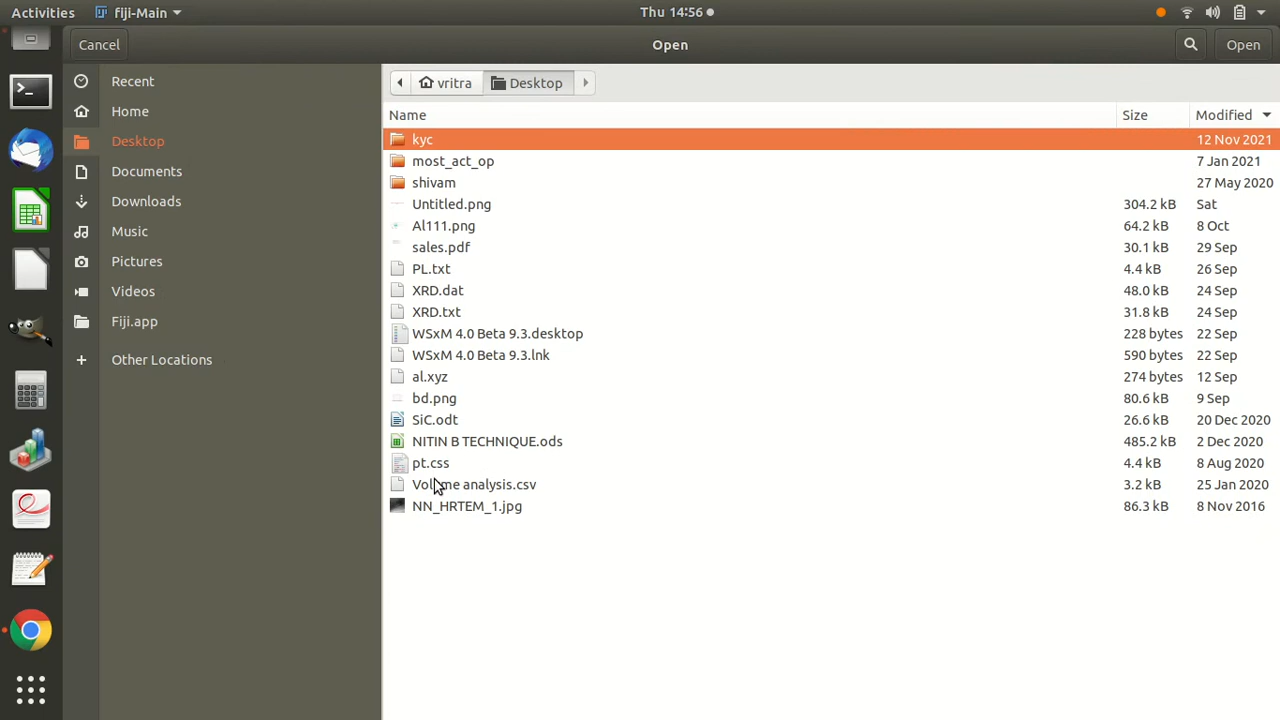 Activities fiji-Main Thu 14:56
Cancel Open Open
Recent
Home
Desktop
Documents
Downloads
Music
Pictures
Videos
Fiji.app
Other Locations
vritra Desktop
Name Size Modified
kyc 12 Nov 2021
most_act_op 7 Jan 2021
shivam 27 May 2020
Untitled.png 304.2 kB Sat
Al111.png 64.2 kB 8 Oct
sales.pdf 30.1 kB 29 Sep
PL.txt 4.4 kB 26 Sep
XRD.dat 48.0 kB 24 Sep
XRD.txt 31.8 kB 24 Sep
WSxM 4.0 Beta 9.3.desktop 228 bytes 22 Sep
WSxM 4.0 Beta 9.3.lnk 590 bytes 22 Sep
al.xyz 274 bytes 12 Sep
bd.png 80.6 kB 9 Sep
SiC.odt 26.6 kB 20 Dec 2020
NITIN B TECHNIQUE.ods 485.2 kB 2 Dec 2020
pt.css 4.4 kB 8 Aug 2020
Volume analysis.csv 3.2 kB 25 Jan 2020
NN_HRTEM_1.jpg 86.3 kB 8 Nov 2016